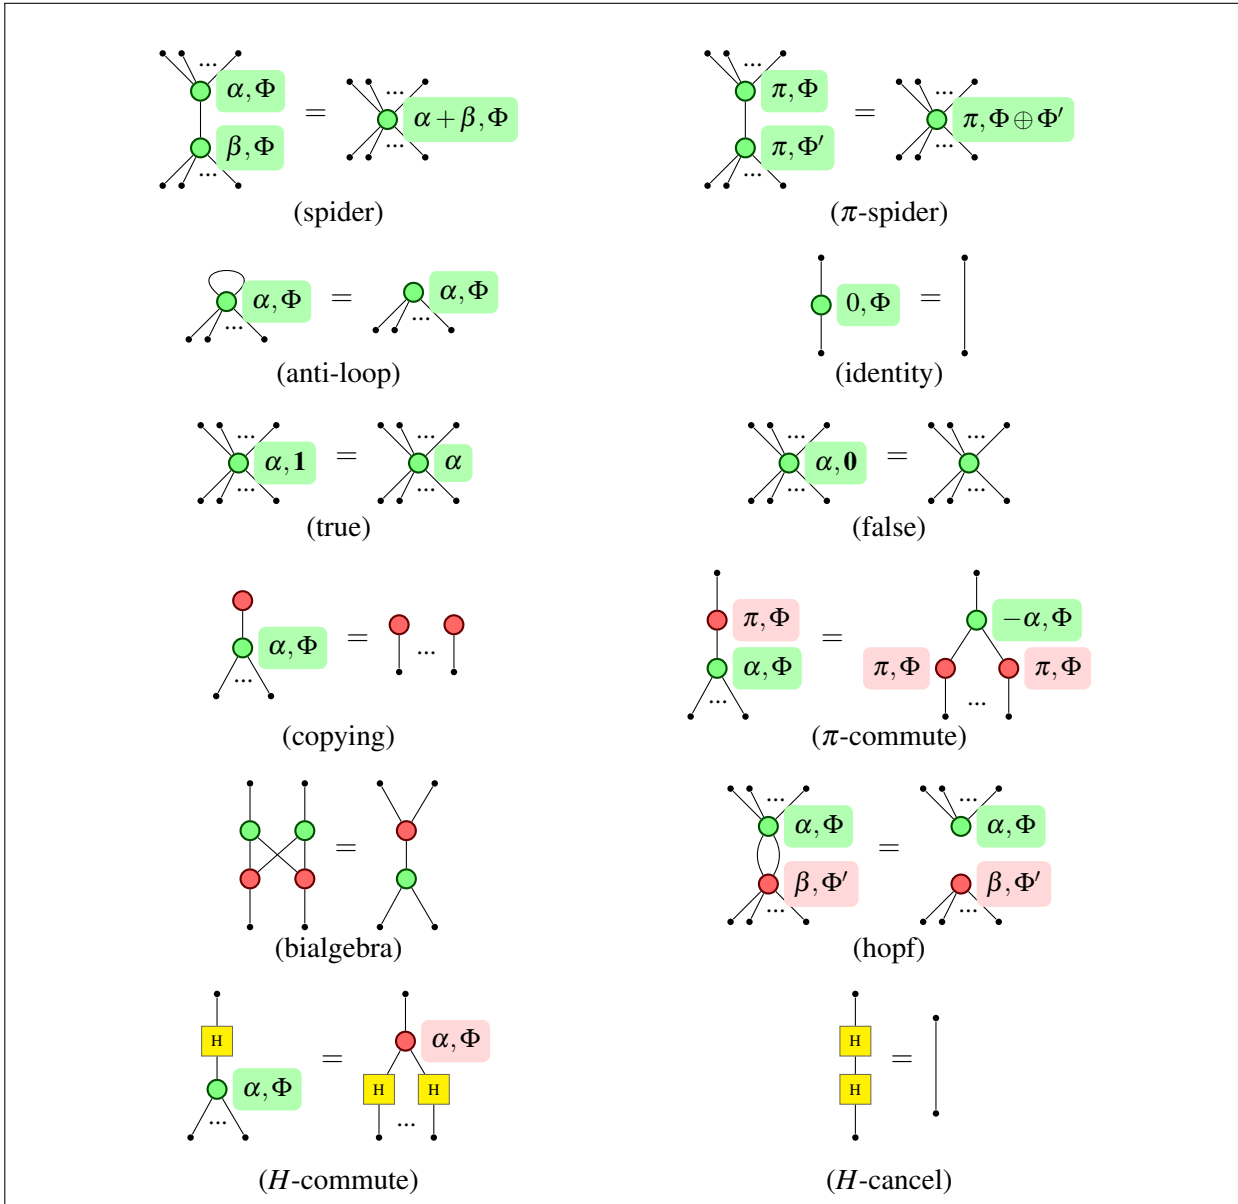 ... ...
α, Φ = ... π, Φ = ...
α + β, Φ π, Φ ⊕ Φ′
β, Φ ... π, Φ′ ...
... ...
(spider) (π-spider)
α, Φ = α, Φ 0, Φ =
... ...
(anti-loop) (identity)
... ... ... ...
α, 1 = α α, 0 =
... ... ... ...
(true) (false)
π, Φ = −α, Φ
α, Φ = ... α, Φ π, Φ π, Φ
... ... ...
(copying) (π-commute)
... ...
= α, Φ = α, Φ
β, Φ′ β, Φ′
... ...
(bialgebra) (hopf)
H = α, Φ H =
α, Φ H H H
... ...
(H-commute) (H-cancel)